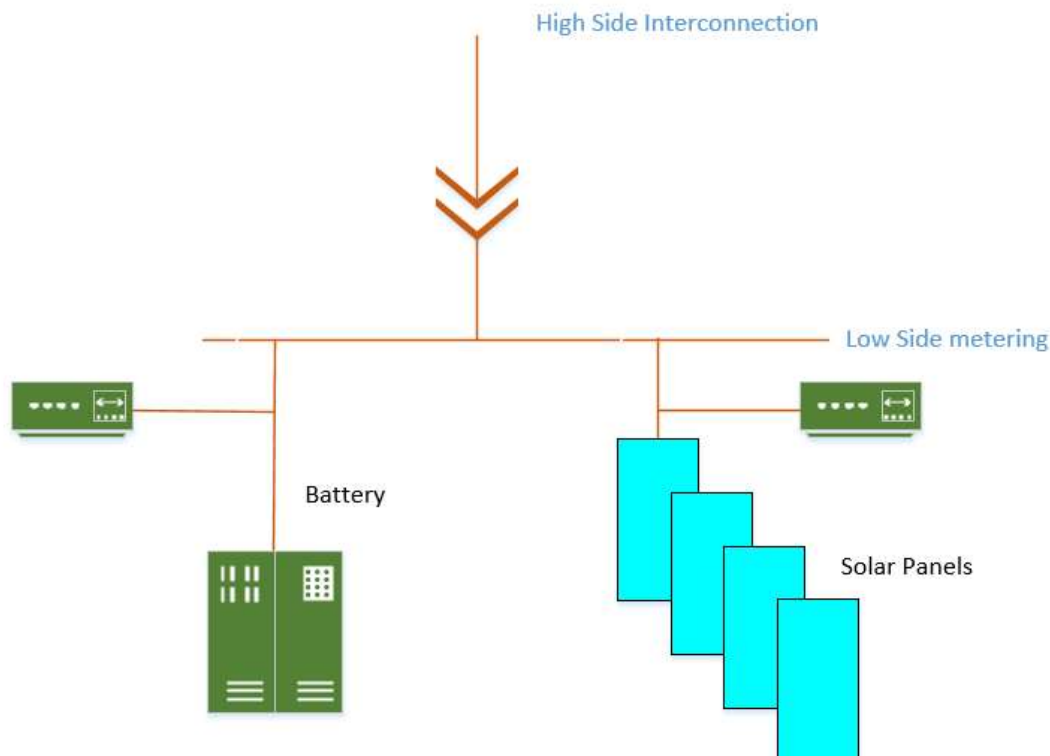 High Side Interconnection
Low Side metering
Battery
Solar Panels